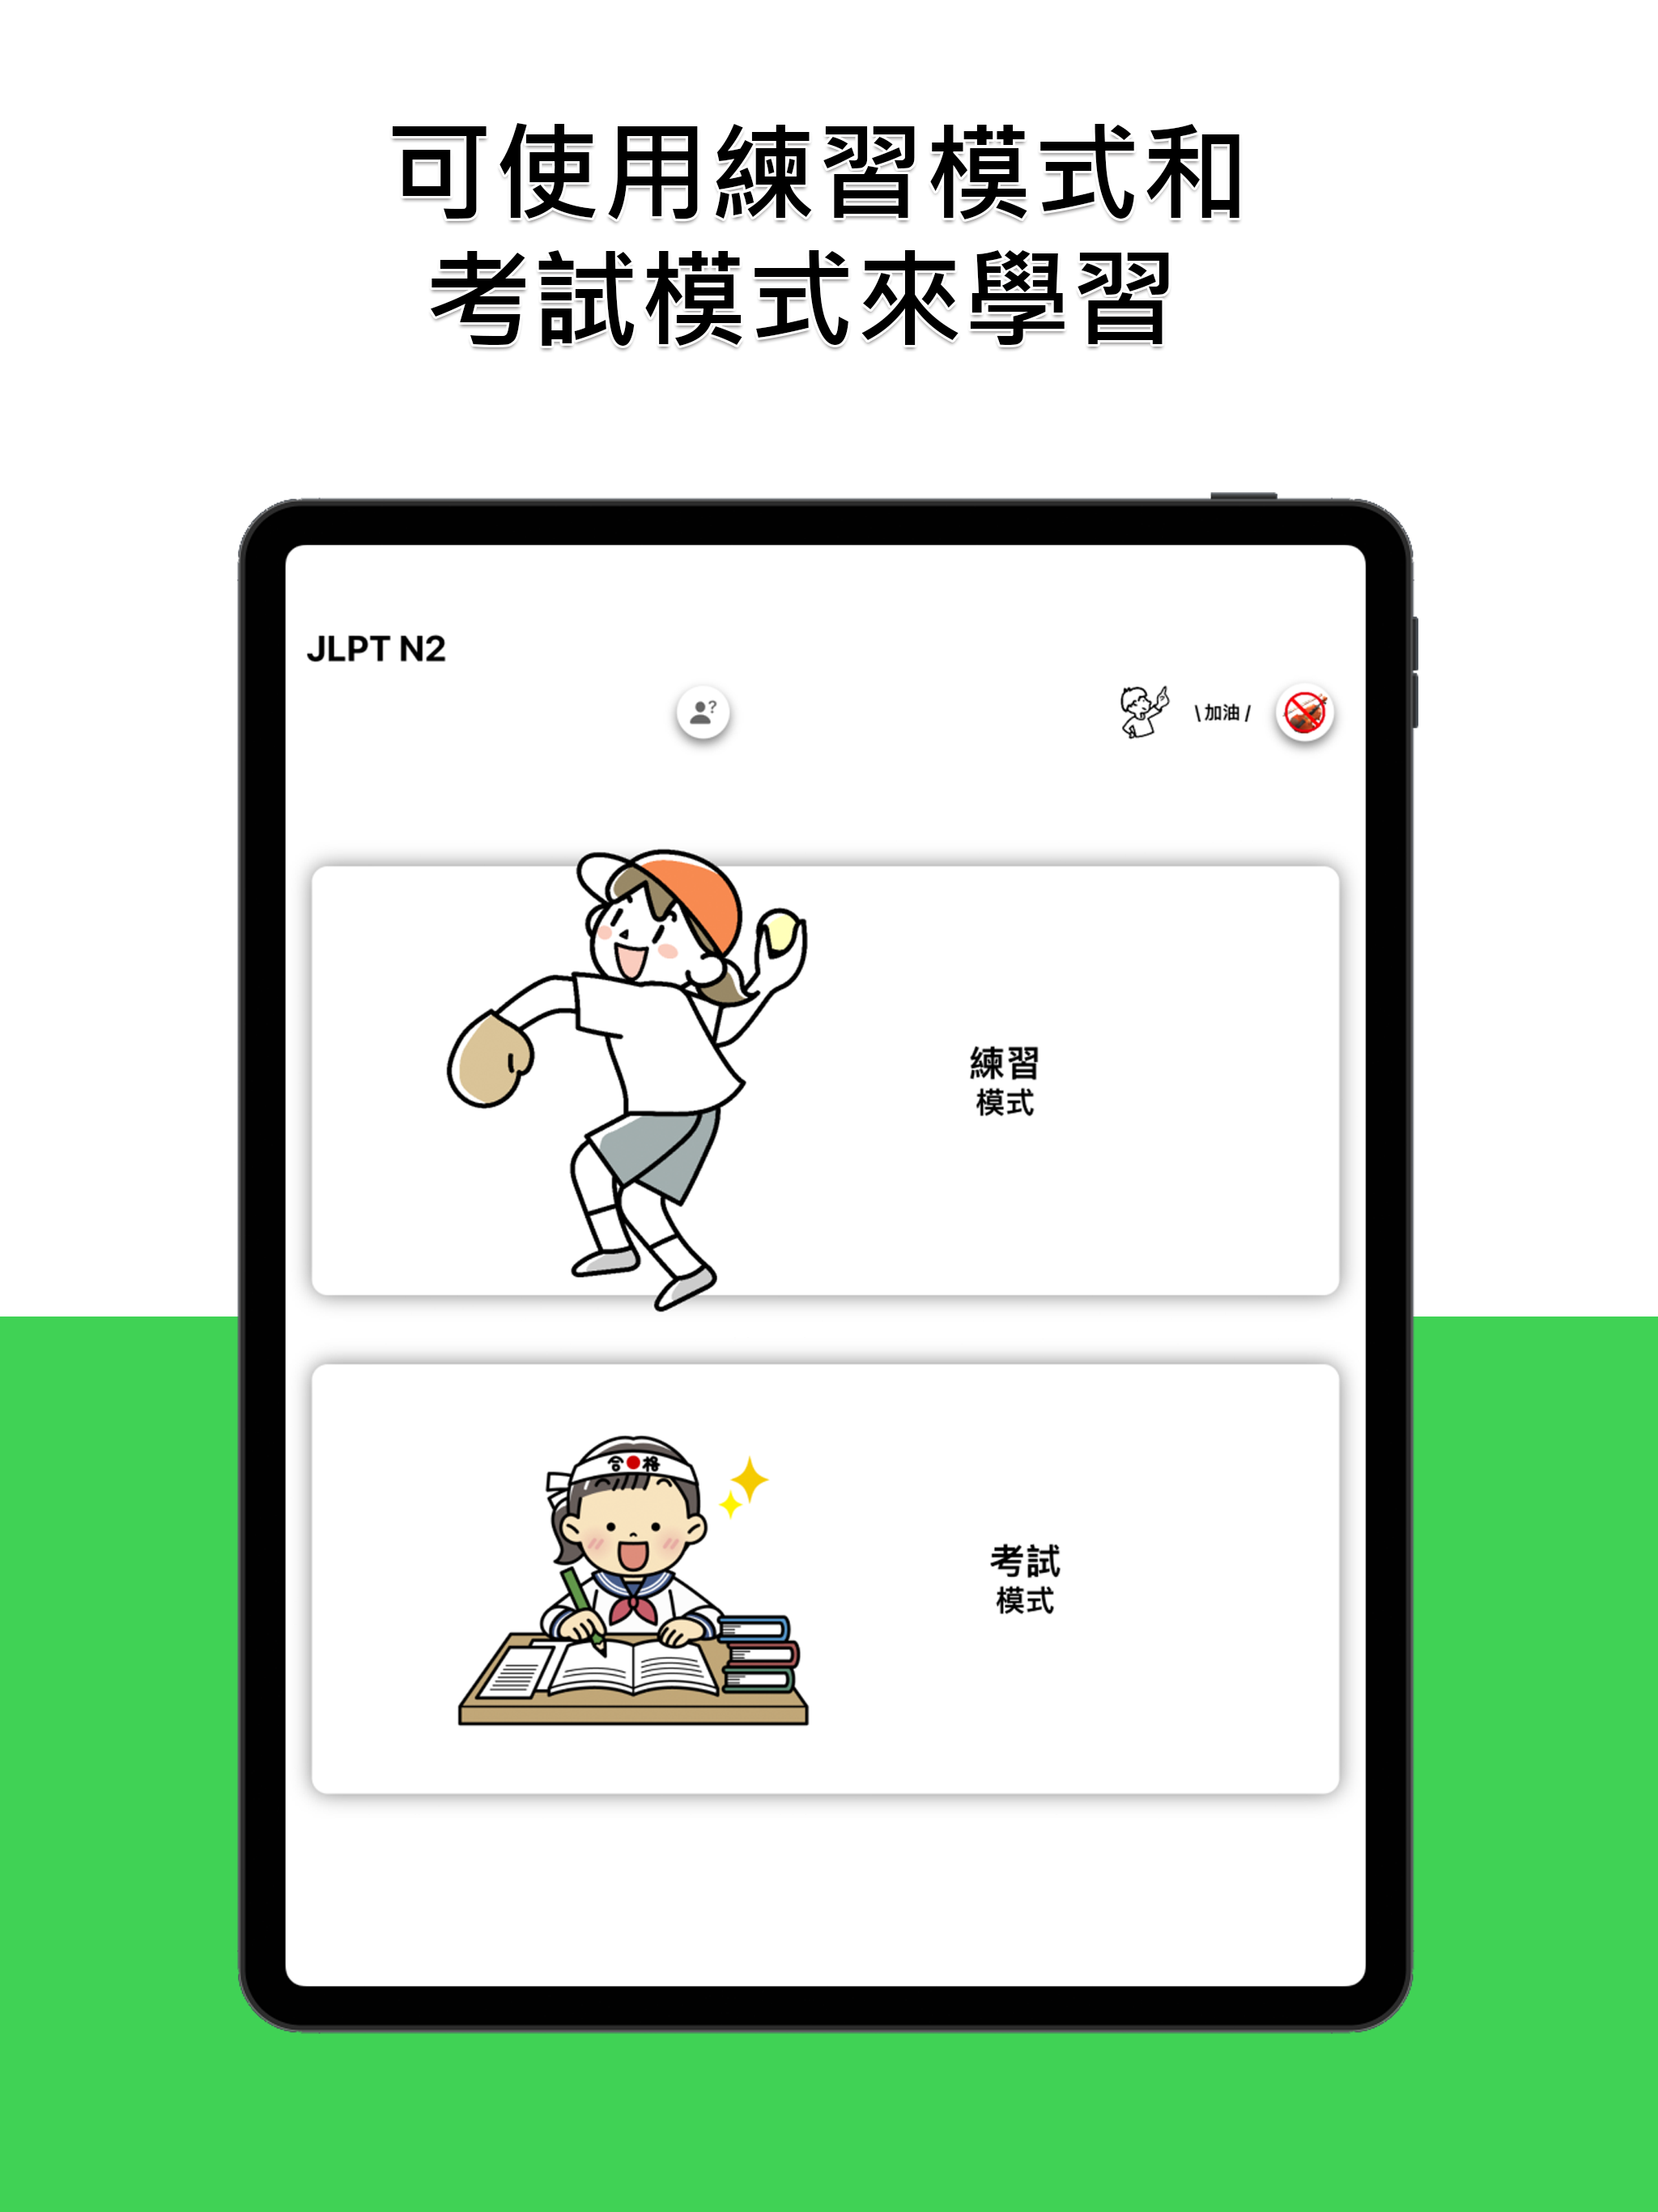 可使用練習模式和
考試模式來學習
JLPT N2
?
\ 加油 /
練習
模式
合 格
考試
模式